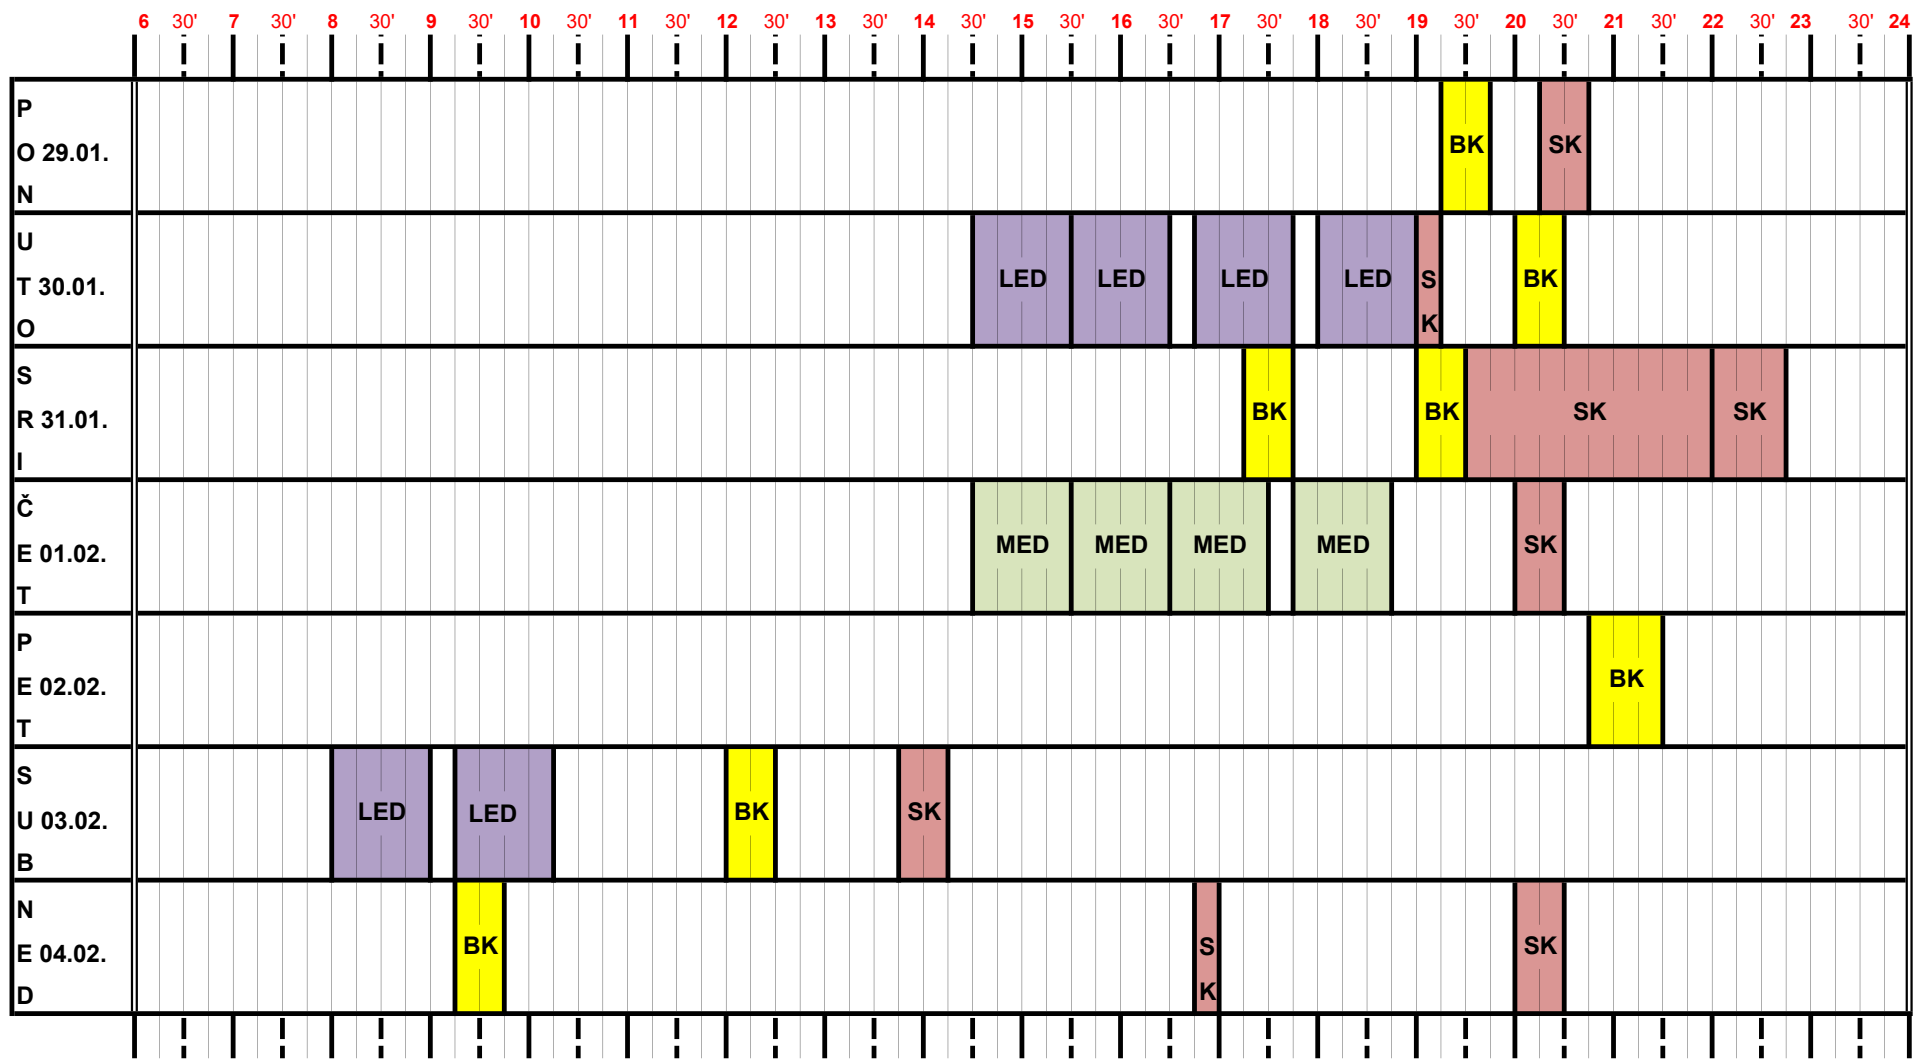 6 30' 7 30' 8 30' 9 30' 10 30' 11 30' 12 30' 13 30' 14 30' 15 30' 16 30' 17 30' 18 30' 19 30' 20 30' 21 30' 22 30' 23 30' 24
P
O 29.01. BK SK
N
U
T 30.01. LED LED LED LED S BK
O K
S
R 31.01. BK BK SK SK
I
Č
E 01.02. MED MED MED MED SK
T
P
E 02.02. BK
T
S
U 03.02. LED LED BK SK
B
N
E 04.02. BK S SK
D K